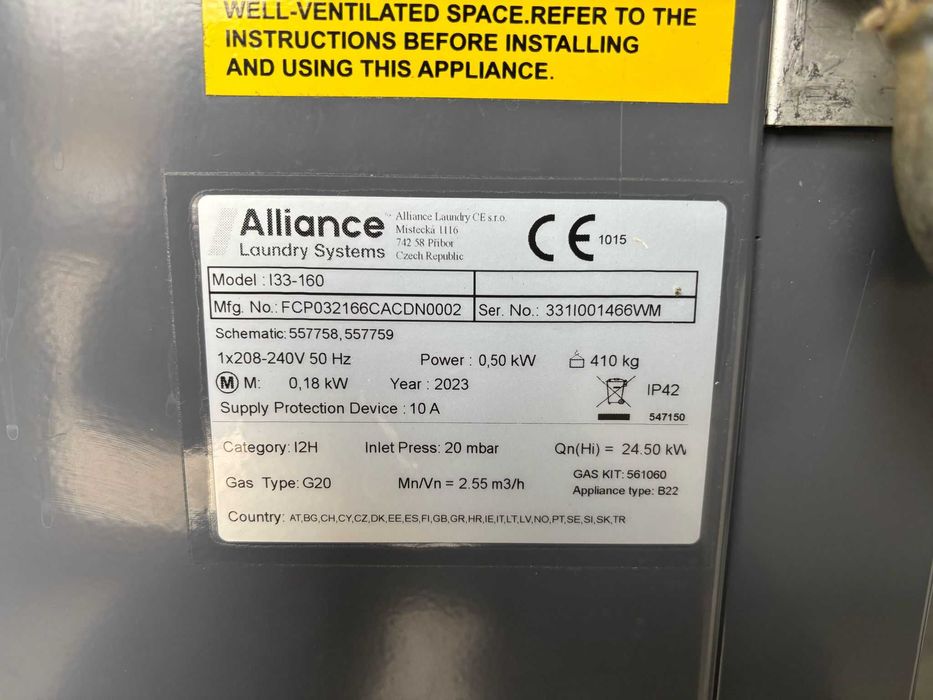 WELL-VENTILATED SPACE.REFER TO THE
INSTRUCTIONS BEFORE INSTALLING
AND USING THIS APPLIANCE.
Alliance
Laundry Systems
Alliance Laundry CE s.r.o.
Místecká 1116
742 58 Příbor
Czech Republic
CE 1015
Model : I33-160
Mfg. No.: FCP032166CACDN0002 Ser. No.: 331I001466WM
Schematic: 557758, 557759
1x208-240V 50 Hz Power : 0,50 kW 410 kg
M M: 0,18 kW Year : 2023 IP42
Supply Protection Device : 10 A 547150
Category: I2H Inlet Press: 20 mbar Qn(Hi) = 24.50 kW
Gas Type: G20 Mn/Vn = 2.55 m3/h
GAS KIT: 561060
Appliance type: B22
Country: AT,BG,CH,CY,CZ,DK,EE,ES,FI,GB,GR,HR,IE,IT,LT,LV,NO,PT,SE,SI,SK,TR